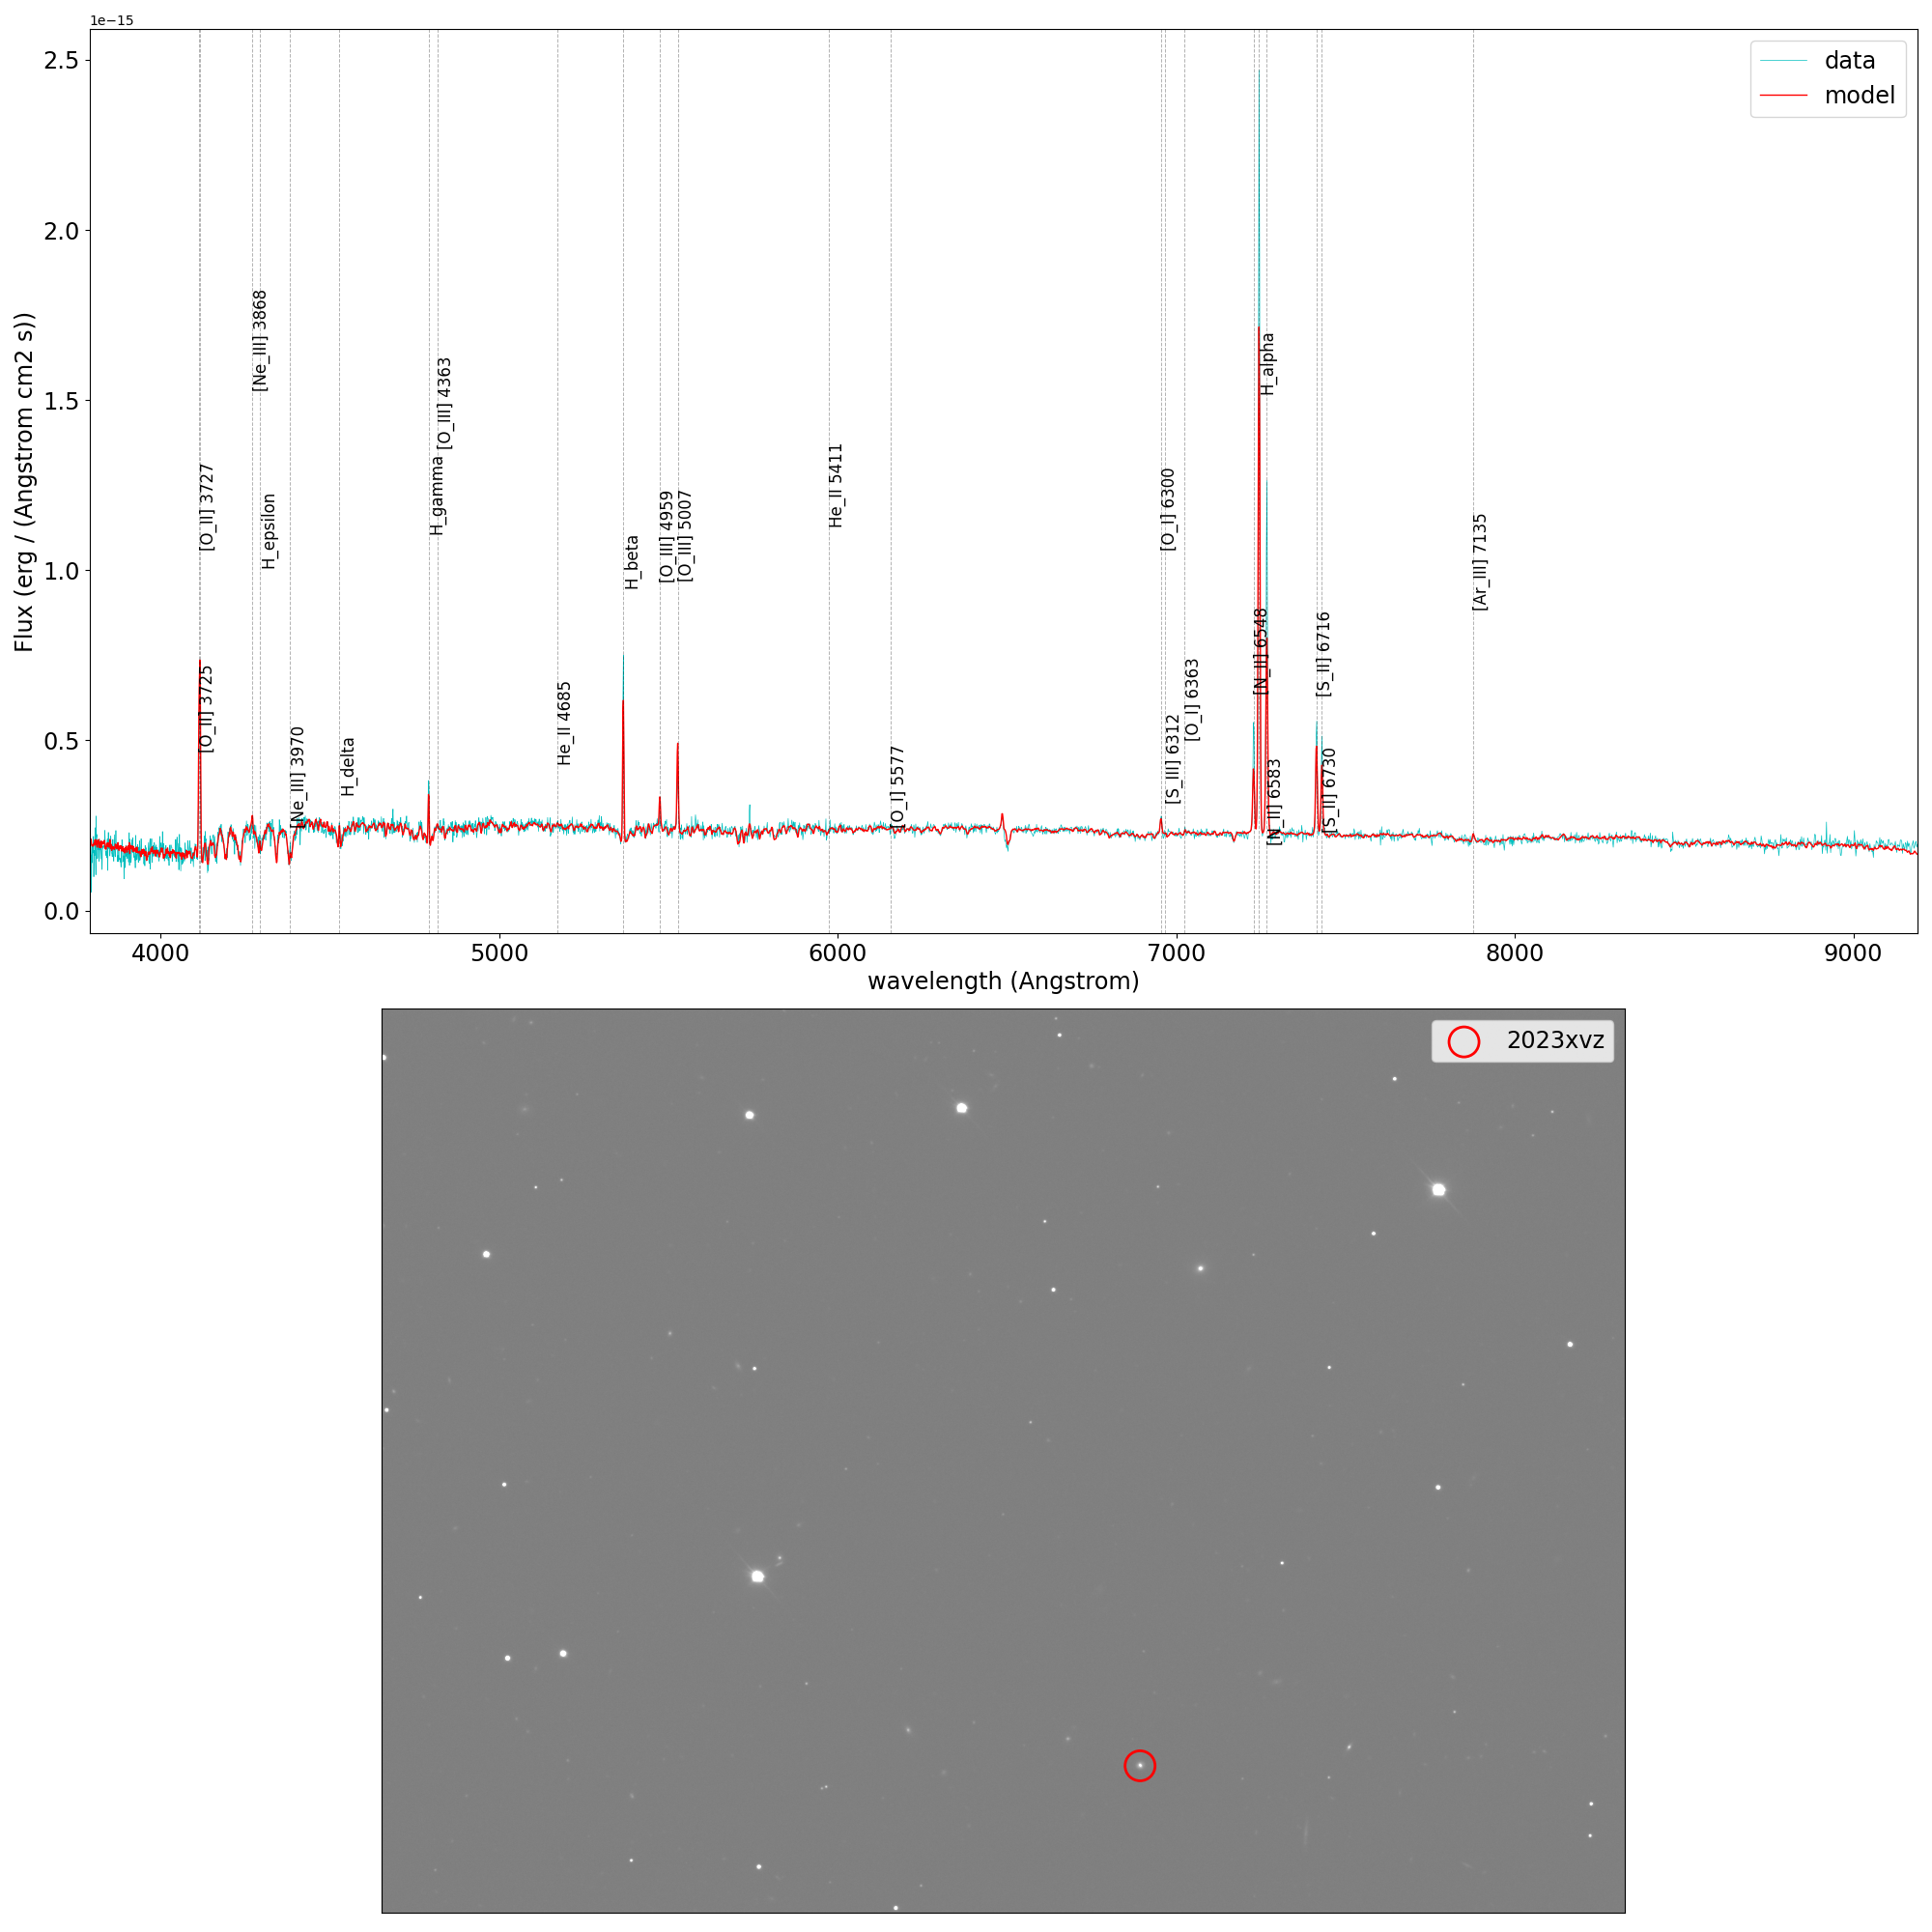 1e−15
2.5
2.0
1.5
1.0
0.5
0.0
Flux (erg / (Angstrom cm2 s))
data
model
[O_II] 3725
[O_II] 3727
[Ne_III] 3868
H_epsilon
[Ne_III] 3970
H_delta
H_gamma
[O_III] 4363
He_II 4685
H_beta
[O_III] 4959
[O_III] 5007
He_II 5411
[O_I] 5577
[O_I] 6300
[S_III] 6312
[O_I] 6363
[N_II] 6548
H_alpha
[N_II] 6583
[S_II] 6716
[S_II] 6730
[Ar_III] 7135
4000 5000 6000 7000 8000 9000
wavelength (Angstrom)
2023xvz